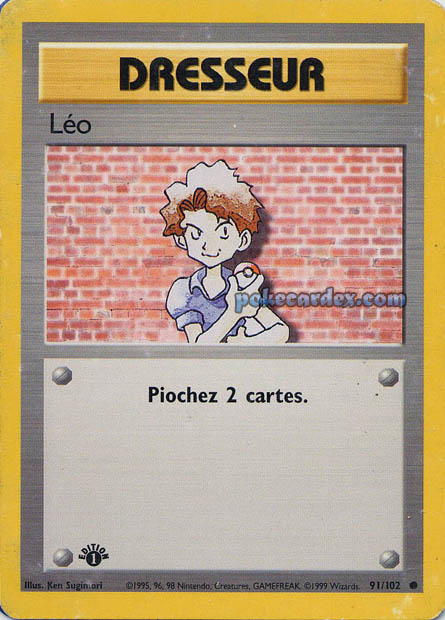 DRESSEUR
Léo
pokecardex.com
Piochez 2 cartes.
EDITION
1
Illus. Ken Sugimori
©1995, 96, 98 Nintendo, Creatures, GAMEFREAK. ©1999 Wizards.
91/102